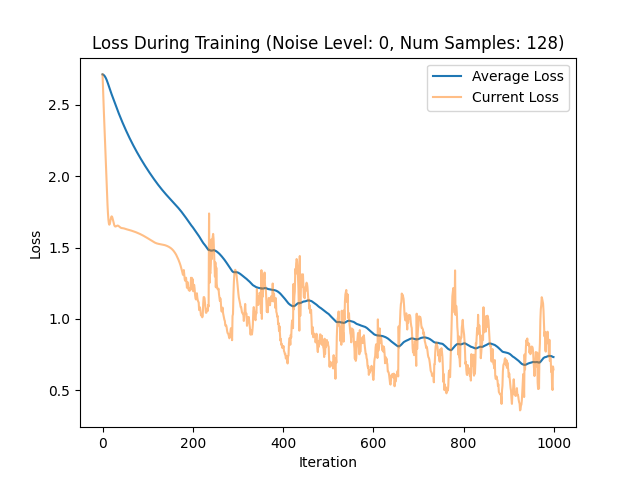 Loss During Training (Noise Level: 0, Num Samples: 128)
Average Loss
Current Loss
2.5
2.0
1.5
1.0
0.5
Loss
0 200 400 600 800 1000
Iteration